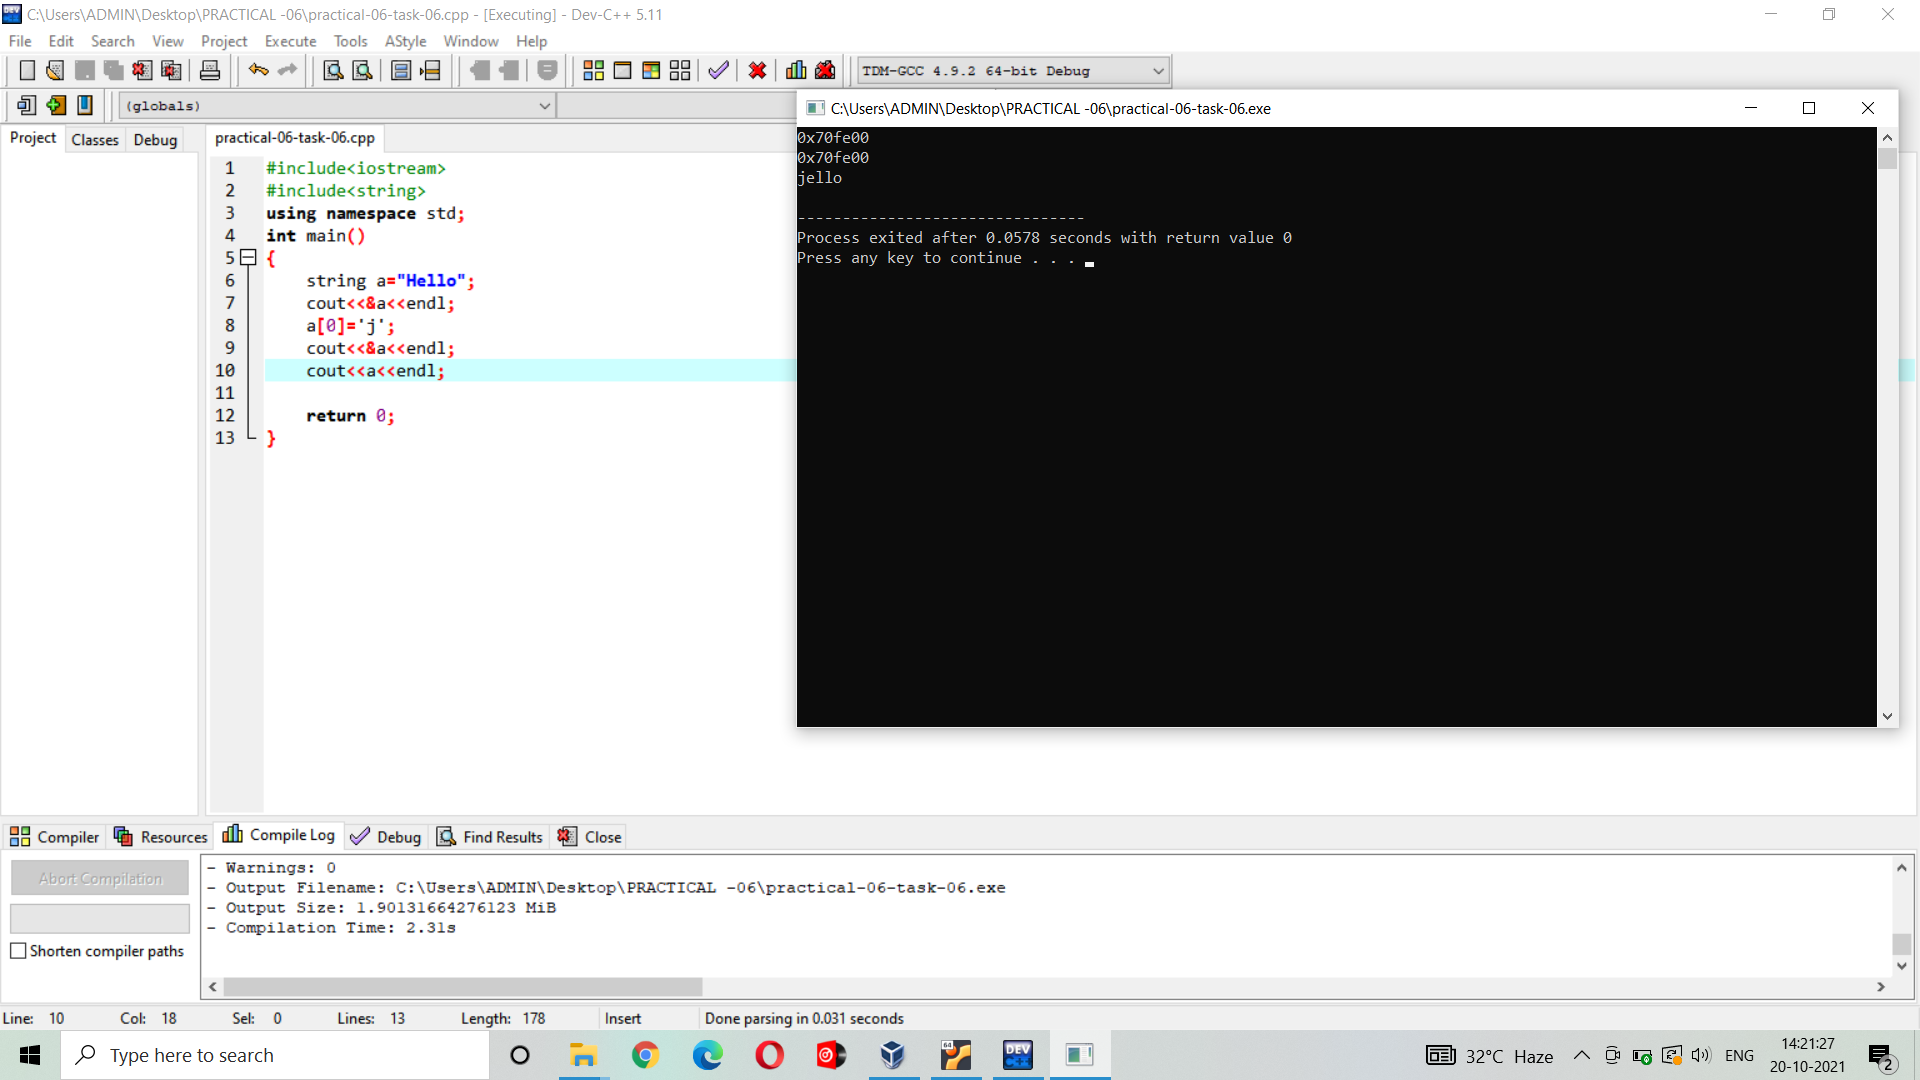 C:\Users\ADMIN\Desktop\PRACTICAL -06\practical-06-task-06.cpp - [Executing] - Dev-C++ 5.11
File Edit Search View Project Execute Tools AStyle Window Help
TDM-GCC 4.9.2 64-bit Debug
(globals)
Project Classes Debug
practical-06-task-06.cpp
1 #include<iostream>
2 #include<string>
3 using namespace std;
4 int main()
5 {
6 string a="Hello";
7 cout<<&a<<endl;
8 a[0]='j';
9 cout<<&a<<endl;
10 cout<<a<<endl;
11
12 return 0;
13 }
C:\Users\ADMIN\Desktop\PRACTICAL -06\practical-06-task-06.exe
0x70fe00
0x70fe00
jello
--------------------------------
Process exited after 0.0578 seconds with return value 0
Press any key to continue . . .
Compiler Resources Compile Log Debug Find Results Close
Abort Compilation
Shorten compiler paths
- Warnings: 0
- Output Filename: C:\Users\ADMIN\Desktop\PRACTICAL -06\practical-06-task-06.exe
- Output Size: 1.90131664276123 MiB
- Compilation Time: 2.31s
Line: 10 Col: 18 Sel: 0 Lines: 13 Length: 178 Insert Done parsing in 0.031 seconds
Type here to search
64
DEV C++
32°C Haze
ENG
14:21:27
20-10-2021
2